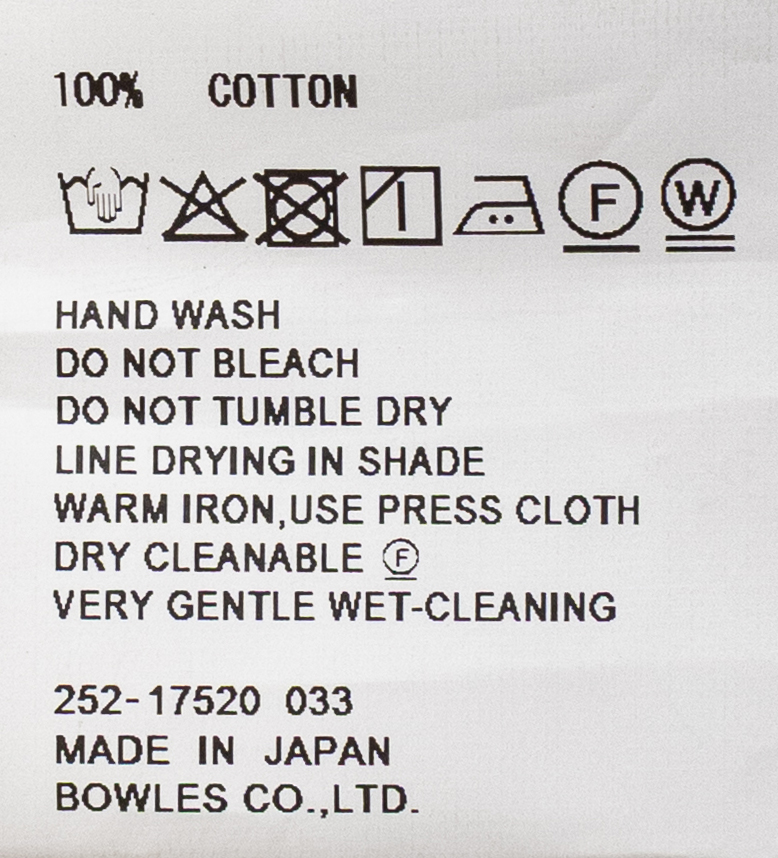 100% COTTON
F W
HAND WASH
DO NOT BLEACH
DO NOT TUMBLE DRY
LINE DRYING IN SHADE
WARM IRON,USE PRESS CLOTH
DRY CLEANABLE Ⓕ
VERY GENTLE WET-CLEANING
252-17520 033
MADE IN JAPAN
BOWLES CO.,LTD.